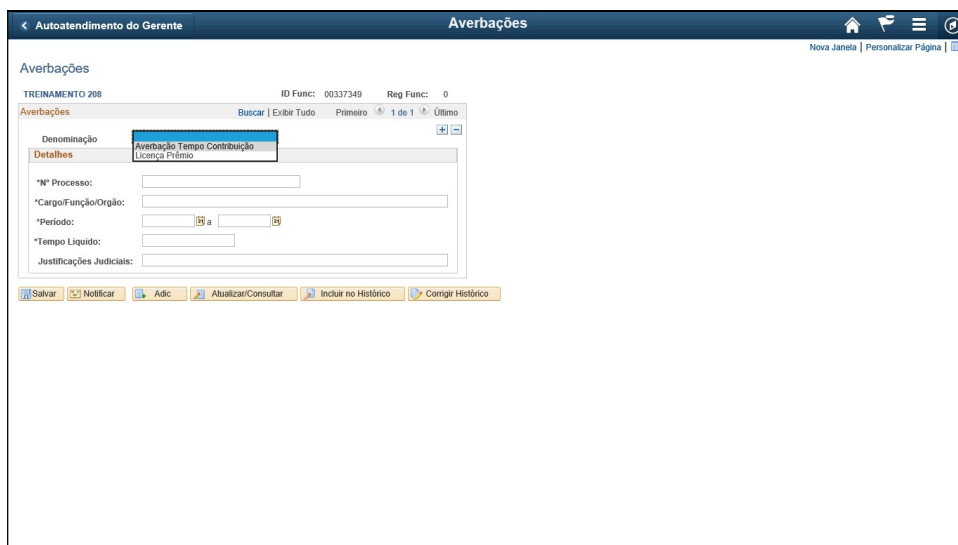 Autoatendimento do Gerente
Averbações
Nova Janela | Personalizar Página |
Averbações
TREINAMENTO 208 ID Func: 00337349 Reg Func: 0
Averbações Buscar | Exibir Tudo Primeiro 1 de 1 Último
Denominação
Averbação Tempo Contribuição
Licença Prêmio
Detalhes
*Nº Processo:
*Cargo/Função/Orgão:
*Período: a
*Tempo Liquido:
Justificações Judiciais:
Salvar Notificar Adic Atualizar/Consultar Incluir no Histórico Corrigir Histórico